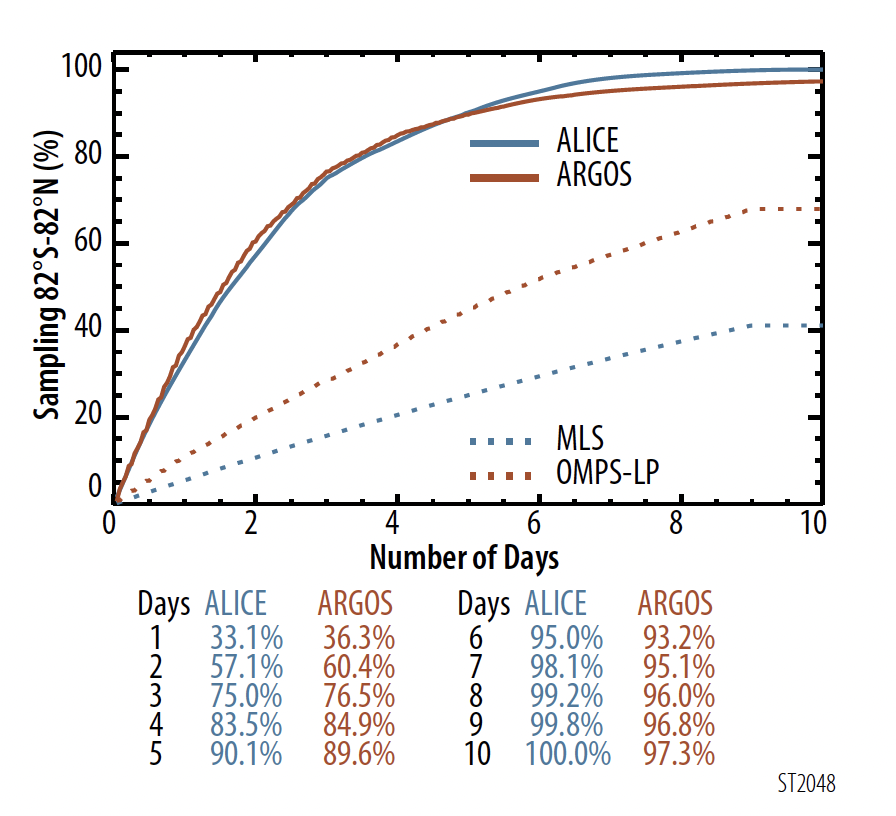 100
80
60
40
20
0
Sampling 82°S-82°N (%)
ALICE
ARGOS
MLS
OMPS-LP
0 2 4 6 8 10
Number of Days
Days ALICE ARGOS Days ALICE ARGOS
1 33.1% 36.3% 6 95.0% 93.2%
2 57.1% 60.4% 7 98.1% 95.1%
3 75.0% 76.5% 8 99.2% 96.0%
4 83.5% 84.9% 9 99.8% 96.8%
5 90.1% 89.6% 10 100.0% 97.3%
ST2048